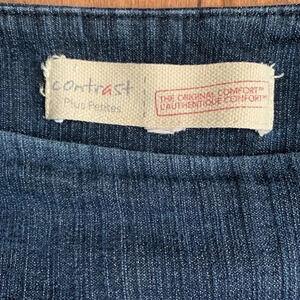 contrast
Plus Petites
THE ORIGINAL COMFORT™
L'AUTHENTIQUE CONFORT™